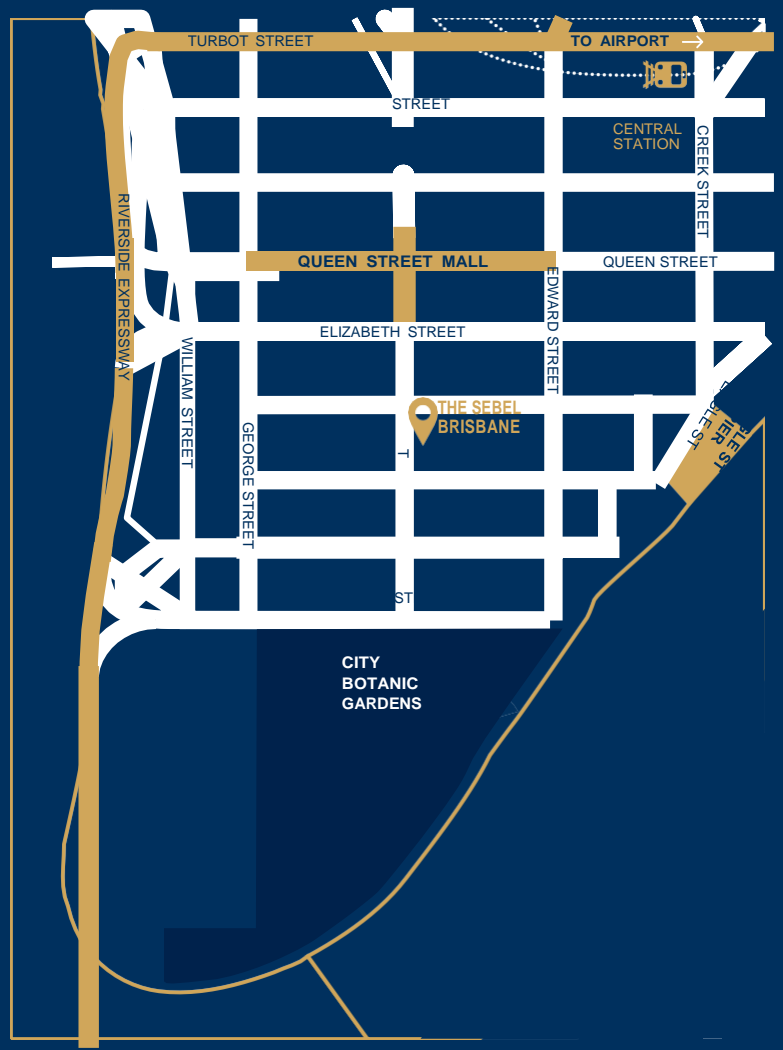 TURBOT STREET
TO AIRPORT
STREET
CENTRAL
STATION
CREEK STREET
RIVERSIDE EXPRESSWAY
QUEEN STREET MALL
QUEEN STREET
EDWARD STREET
ELIZABETH STREET
WILLIAM STREET
THE SEBEL
BRISBANE
GEORGE STREET
T
ST
CITY
BOTANIC
GARDENS